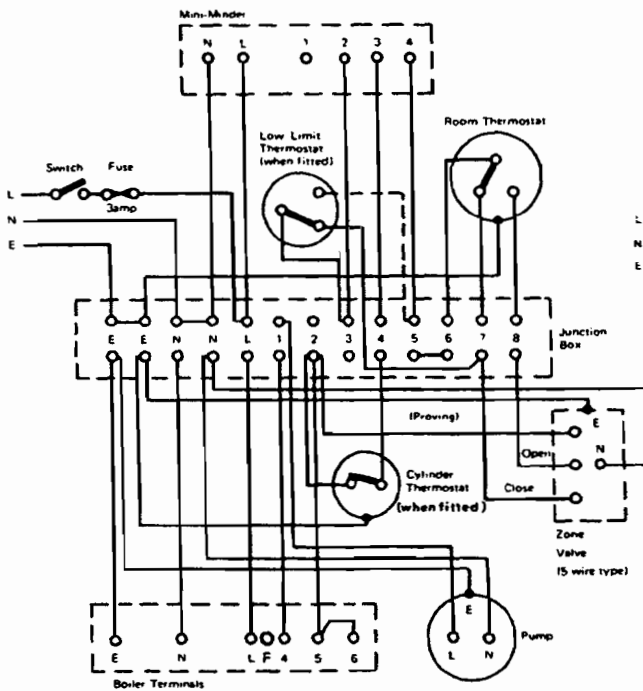 Mini-Minder
N L 1 2 3 4
Room Thermostat
Low Limit
Thermostat
(when fitted)
Switch Fuse
L
3amp
N
E
L
N
E
E E N N L 1 2 3 4 5 6 7 8
Junction
Box
(Proving)
E
Open
N
Close
Cylinder
Thermostat
(when fitted)
Zone
Valve
(5 wire type)
E
Pump
L N
E N L F 4 5 6
Boiler Terminals